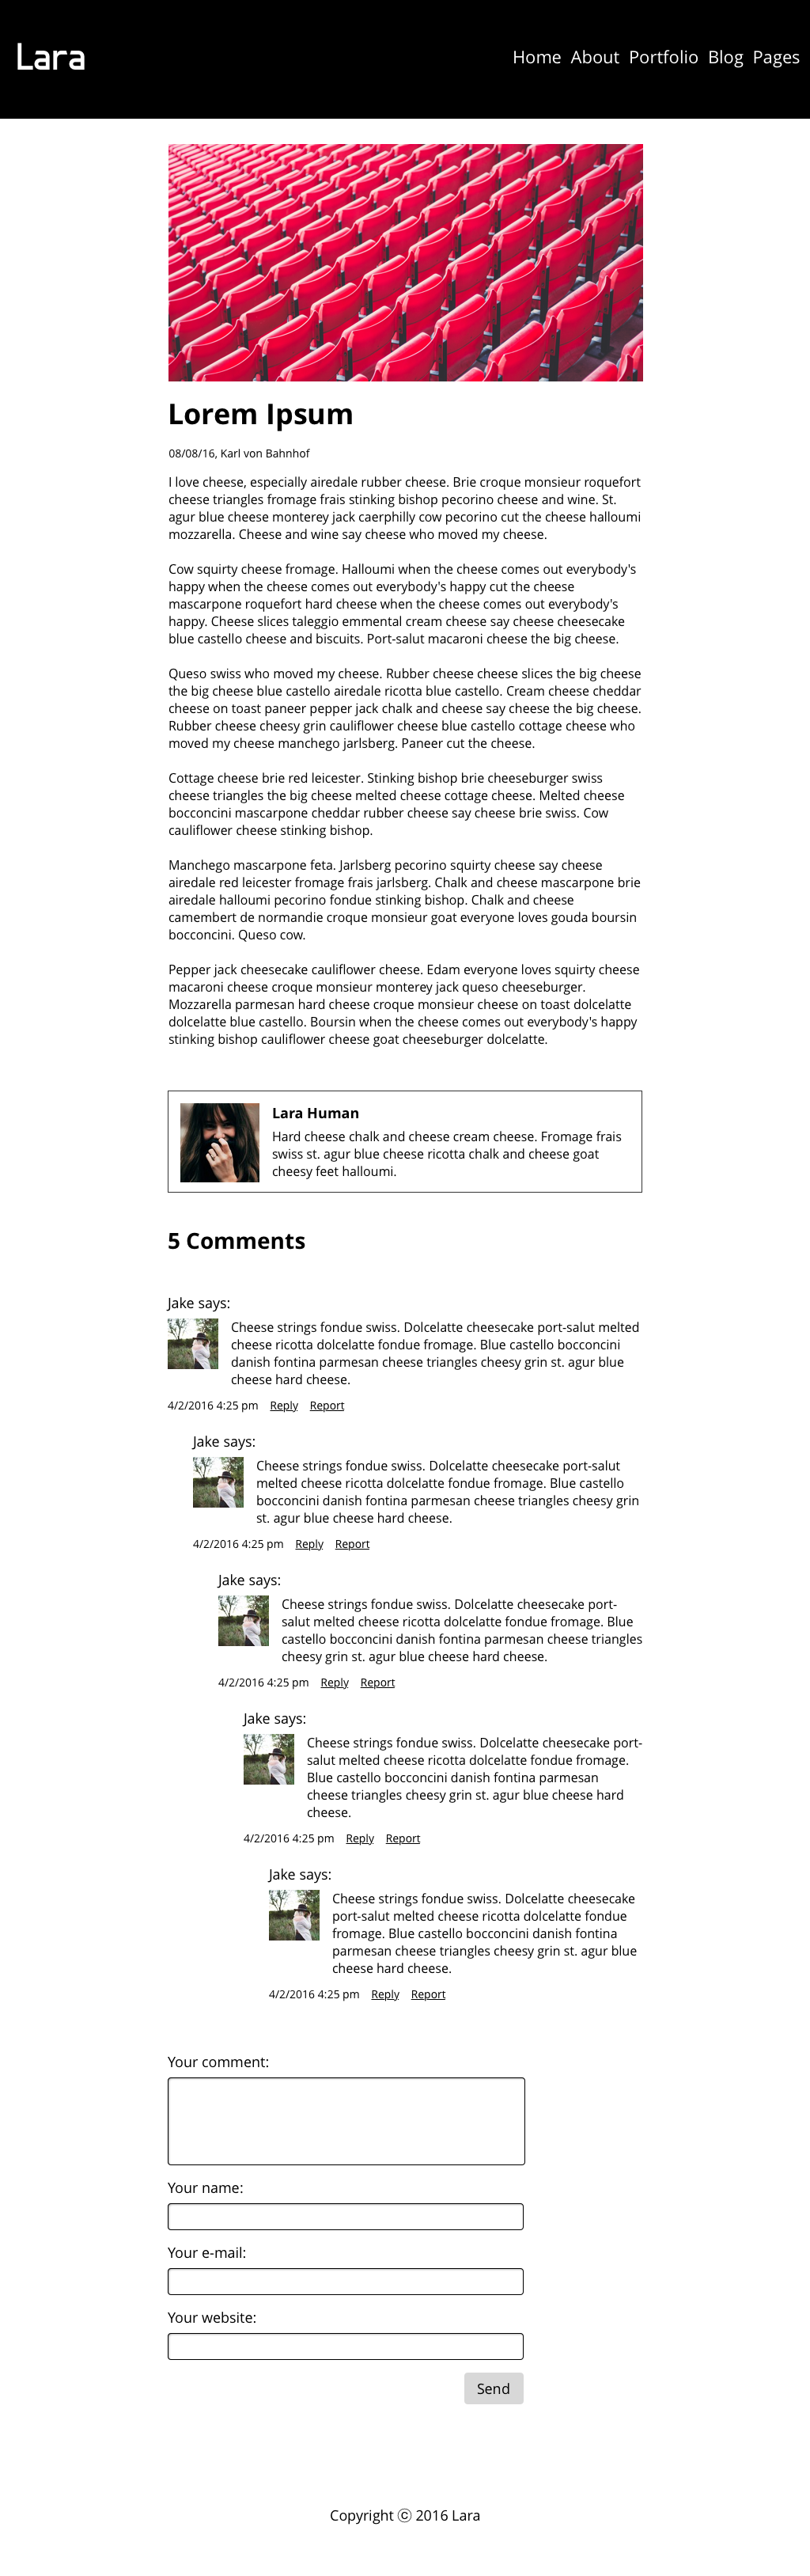 Lara
Home About Portfolio Blog Pages
Lorem Ipsum
08/08/16, Karl von Bahnhof
I love cheese, especially airedale rubber cheese. Brie croque monsieur roquefort
cheese triangles fromage frais stinking bishop pecorino cheese and wine. St.
agur blue cheese monterey jack caerphilly cow pecorino cut the cheese halloumi
mozzarella. Cheese and wine say cheese who moved my cheese.
Cow squirty cheese fromage. Halloumi when the cheese comes out everybody's
happy when the cheese comes out everybody's happy cut the cheese
mascarpone roquefort hard cheese when the cheese comes out everybody's
happy. Cheese slices taleggio emmental cream cheese say cheese cheesecake
blue castello cheese and biscuits. Port-salut macaroni cheese the big cheese.
Queso swiss who moved my cheese. Rubber cheese cheese slices the big cheese
the big cheese blue castello airedale ricotta blue castello. Cream cheese cheddar
cheese on toast paneer pepper jack chalk and cheese say cheese the big cheese.
Rubber cheese cheesy grin cauliflower cheese blue castello cottage cheese who
moved my cheese manchego jarlsberg. Paneer cut the cheese.
Cottage cheese brie red leicester. Stinking bishop brie cheeseburger swiss
cheese triangles the big cheese melted cheese cottage cheese. Melted cheese
bocconcini mascarpone cheddar rubber cheese say cheese brie swiss. Cow
cauliflower cheese stinking bishop.
Manchego mascarpone feta. Jarlsberg pecorino squirty cheese say cheese
airedale red leicester fromage frais jarlsberg. Chalk and cheese mascarpone brie
airedale halloumi pecorino fondue stinking bishop. Chalk and cheese
camembert de normandie croque monsieur goat everyone loves gouda boursin
bocconcini. Queso cow.
Pepper jack cheesecake cauliflower cheese. Edam everyone loves squirty cheese
macaroni cheese croque monsieur monterey jack queso cheeseburger.
Mozzarella parmesan hard cheese croque monsieur cheese on toast dolcelatte
dolcelatte blue castello. Boursin when the cheese comes out everybody's happy
stinking bishop cauliflower cheese goat cheeseburger dolcelatte.
Lara Human
Hard cheese chalk and cheese cream cheese. Fromage frais
swiss st. agur blue cheese ricotta chalk and cheese goat
cheesy feet halloumi.
5 Comments
Jake says:
Cheese strings fondue swiss. Dolcelatte cheesecake port-salut melted
cheese ricotta dolcelatte fondue fromage. Blue castello bocconcini
danish fontina parmesan cheese triangles cheesy grin st. agur blue
cheese hard cheese.
4/2/2016 4:25 pm Reply Report
Jake says:
Cheese strings fondue swiss. Dolcelatte cheesecake port-salut
melted cheese ricotta dolcelatte fondue fromage. Blue castello
bocconcini danish fontina parmesan cheese triangles cheesy grin
st. agur blue cheese hard cheese.
4/2/2016 4:25 pm Reply Report
Jake says:
Cheese strings fondue swiss. Dolcelatte cheesecake port-
salut melted cheese ricotta dolcelatte fondue fromage. Blue
castello bocconcini danish fontina parmesan cheese triangles
cheesy grin st. agur blue cheese hard cheese.
4/2/2016 4:25 pm Reply Report
Jake says:
Cheese strings fondue swiss. Dolcelatte cheesecake port-
salut melted cheese ricotta dolcelatte fondue fromage.
Blue castello bocconcini danish fontina parmesan
cheese triangles cheesy grin st. agur blue cheese hard
cheese.
4/2/2016 4:25 pm Reply Report
Jake says:
Cheese strings fondue swiss. Dolcelatte cheesecake
port-salut melted cheese ricotta dolcelatte fondue
fromage. Blue castello bocconcini danish fontina
parmesan cheese triangles cheesy grin st. agur blue
cheese hard cheese.
4/2/2016 4:25 pm Reply Report
Your comment:
Your name:
Your e-mail:
Your website:
Send
Copyright ⓒ 2016 Lara